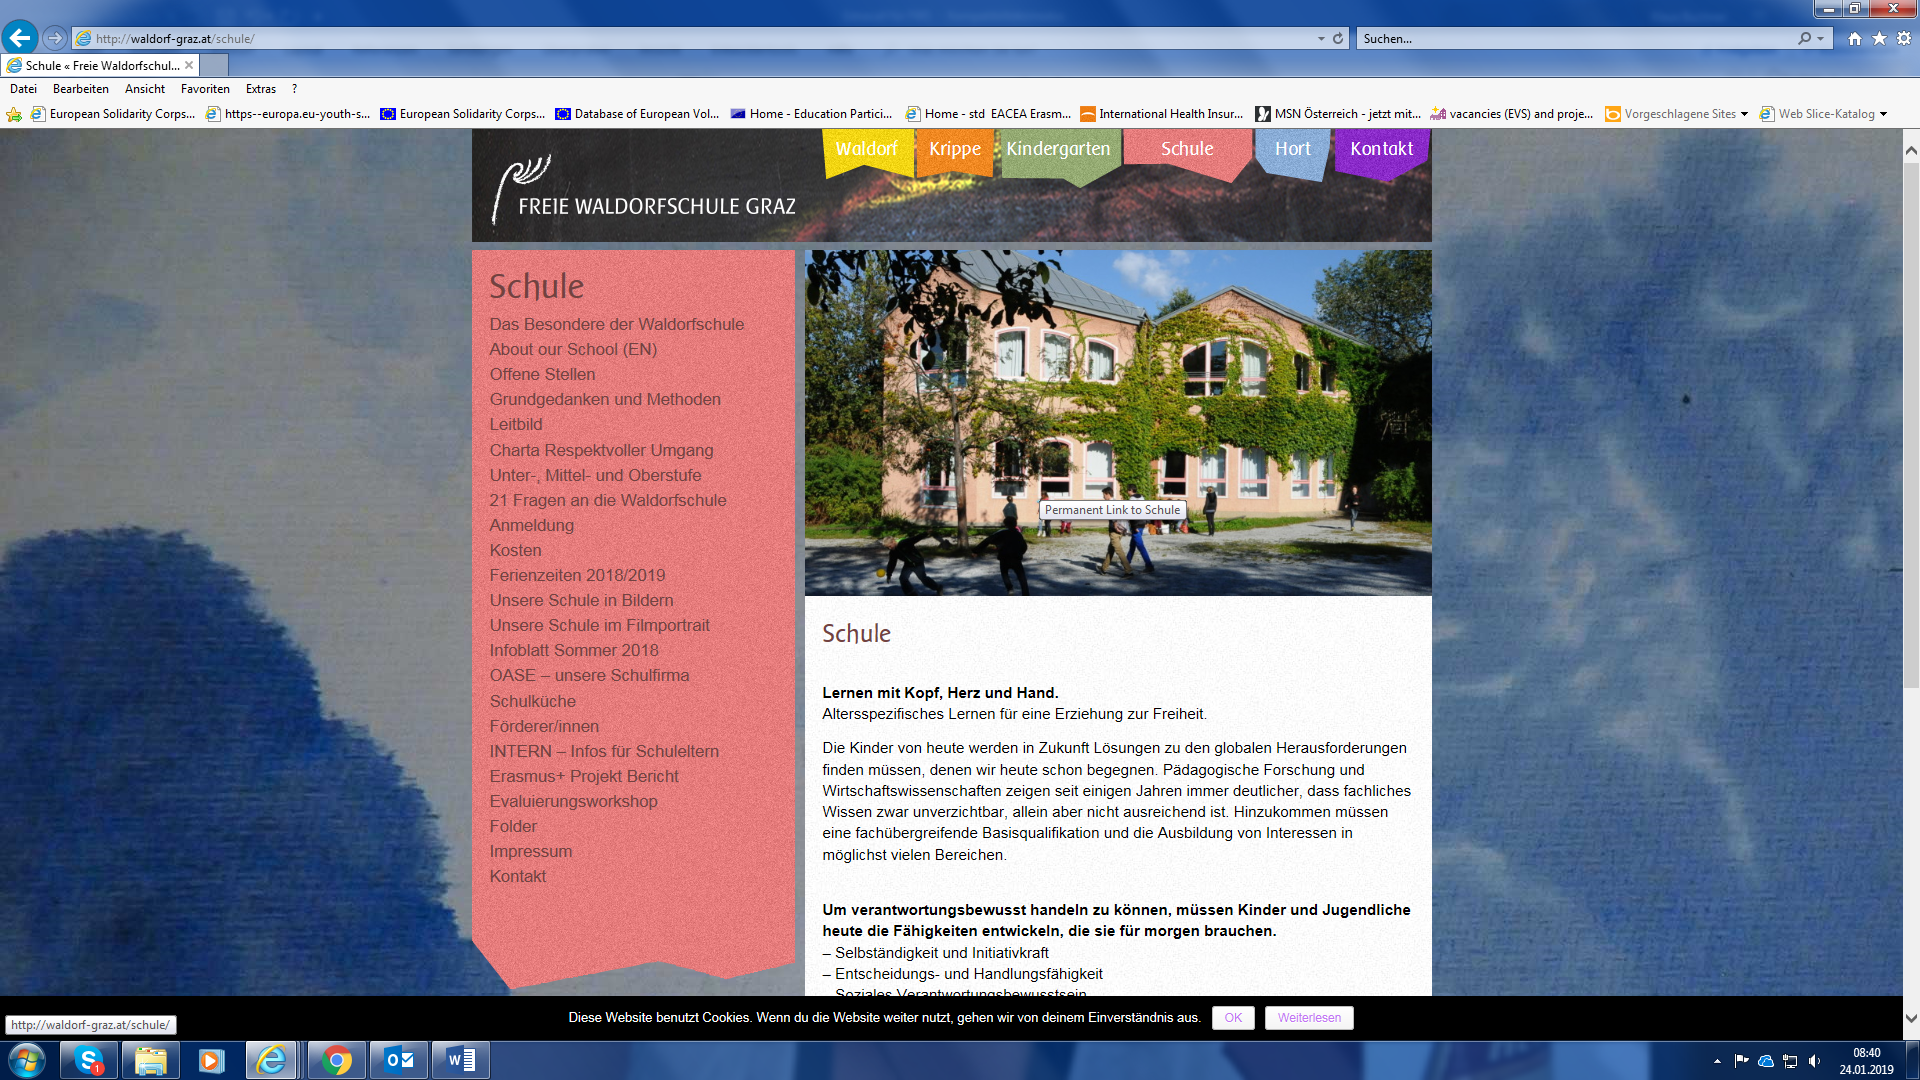 http://waldorf-graz.at/schule/
Suchen...
Schule « Freie Waldorfschul...
Datei Bearbeiten Ansicht Favoriten Extras ?
European Solidarity Corps... https--europa.eu-youth-s... European Solidarity Corps... Database of European Vol... Home - Education Partici... Home - std EACEA Erasm... International Health Insur... MSN Österreich - jetzt mit... vacancies (EVS) and proje... Vorgeschlagene Sites Web Slice-Katalog
Waldorf Krippe Kindergarten Schule Hort Kontakt
FREIE WALDORFSCHULE GRAZ
Schule
Das Besondere der Waldorfschule
About our School (EN)
Offene Stellen
Grundgedanken und Methoden
Leitbild
Charta Respektvoller Umgang
Unter-, Mittel- und Oberstufe
21 Fragen an die Waldorfschule
Anmeldung
Kosten
Ferienzeiten 2018/2019
Unsere Schule in Bildern
Unsere Schule im Filmportrait
Infoblatt Sommer 2018
OASE – unsere Schulfirma
Schulküche
Förderer/innen
INTERN – Infos für Schuleltern
Erasmus+ Projekt Bericht
Evaluierungsworkshop
Folder
Impressum
Kontakt
Permanent Link to Schule
Schule
Lernen mit Kopf, Herz und Hand.
Altersspezifisches Lernen für eine Erziehung zur Freiheit.
Die Kinder von heute werden in Zukunft Lösungen zu den globalen Herausforderungen
finden müssen, denen wir heute schon begegnen. Pädagogische Forschung und
Wirtschaftswissenschaften zeigen seit einigen Jahren immer deutlicher, dass fachliches
Wissen zwar unverzichtbar, allein aber nicht ausreichend ist. Hinzukommen müssen
eine fachübergreifende Basisqualifikation und die Ausbildung von Interessen in
möglichst vielen Bereichen.
Um verantwortungsbewusst handeln zu können, müssen Kinder und Jugendliche
heute die Fähigkeiten entwickeln, die sie für morgen brauchen.
– Selbständigkeit und Initiativkraft
– Entscheidungs- und Handlungsfähigkeit
– Soziales Verantwortungsbewusstsein
Diese Website benutzt Cookies. Wenn du die Website weiter nutzt, gehen wir von deinem Einverständnis aus. OK Weiterlesen
http://waldorf-graz.at/schule/
1
08:40
24.01.2019